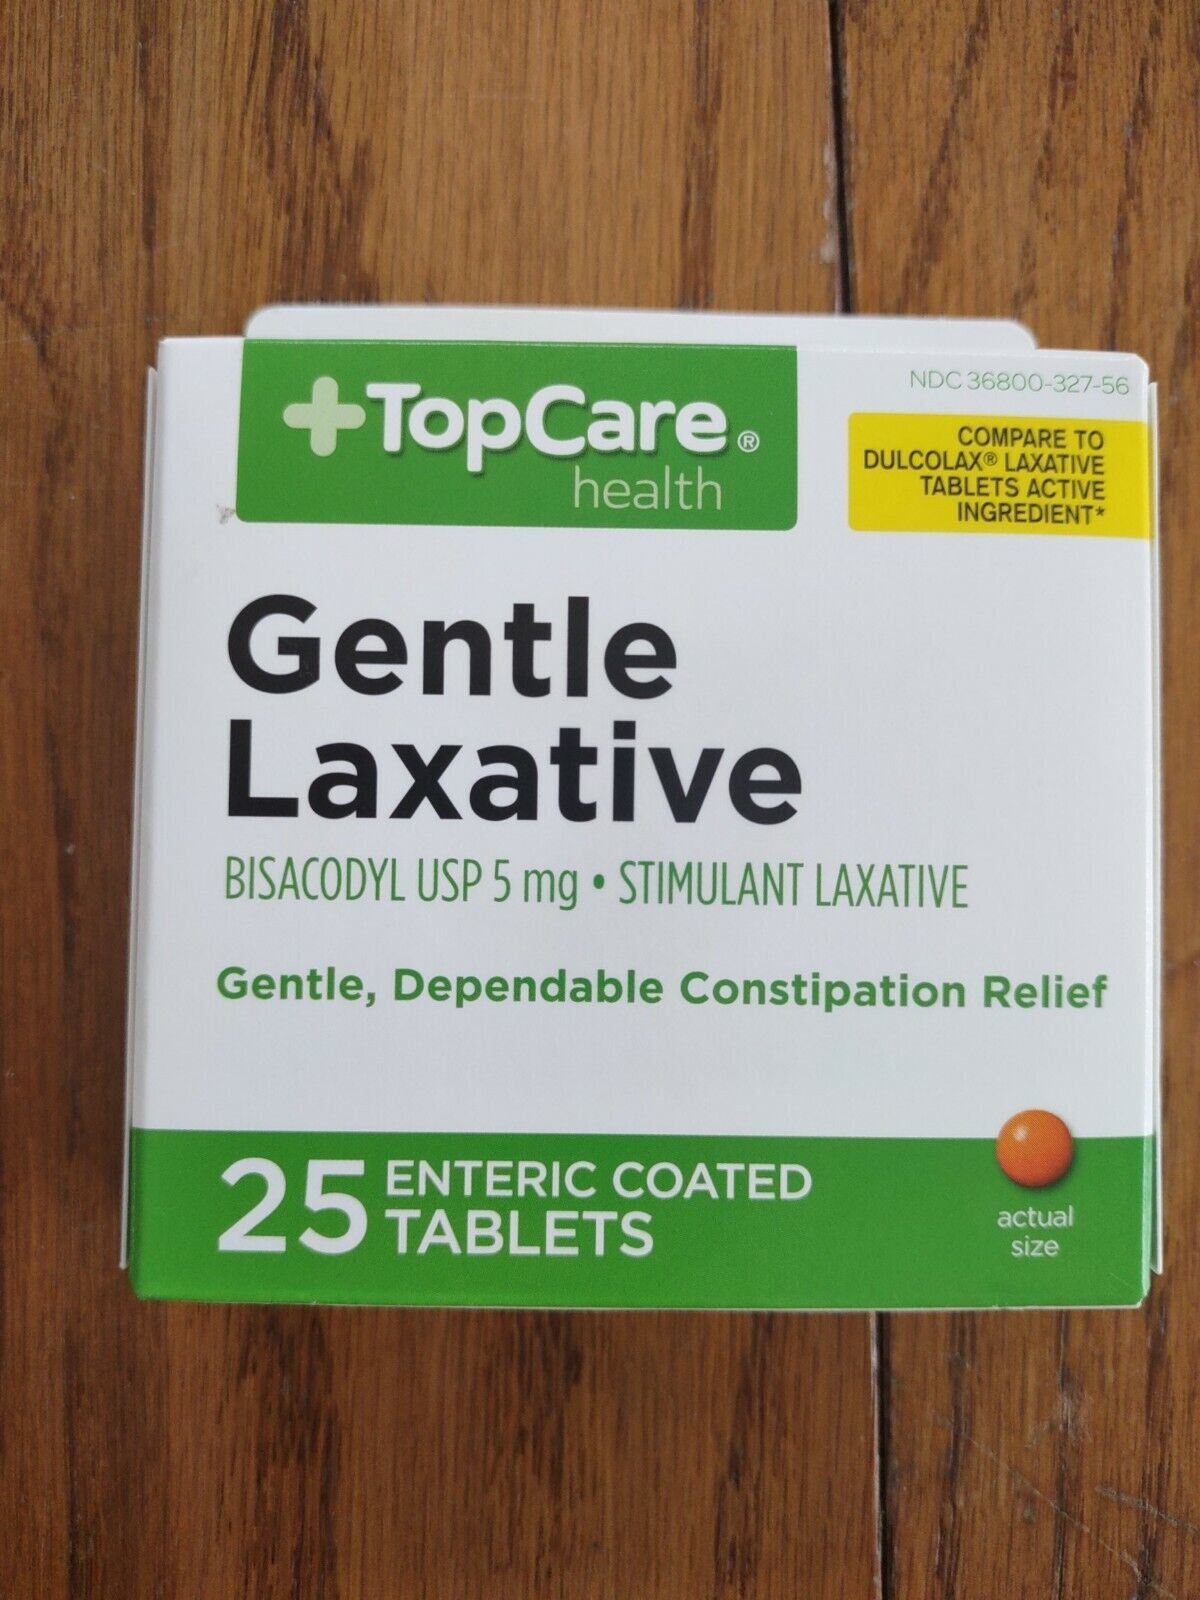 TopCare®
health
NDC 36800-327-56
COMPARE TO
DULCOLAX® LAXATIVE
TABLETS ACTIVE
INGREDIENT*
Gentle
Laxative
BISACODYL USP 5 mg • STIMULANT LAXATIVE
Gentle, Dependable Constipation Relief
25 ENTERIC COATED
TABLETS
actual
size